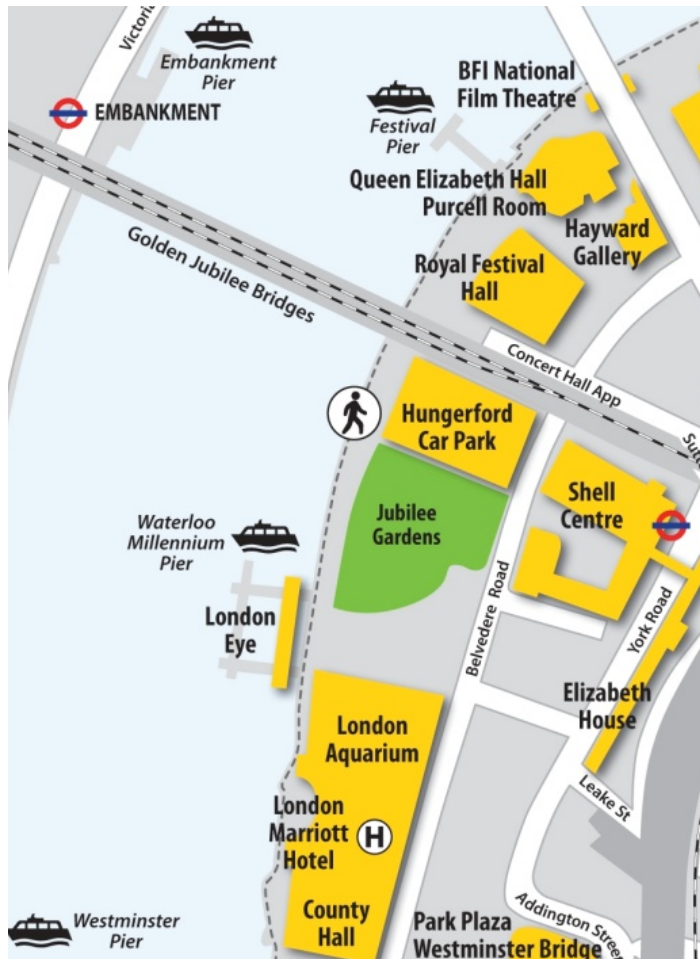 Victoria
Embankment
Pier
EMBANKMENT
BFI National
Film Theatre
Festival
Pier
Queen Elizabeth Hall
Purcell Room
Hayward
Gallery
Royal Festival
Hall
Golden Jubilee Bridges
Concert Hall App
Hungerford
Car Park
Jubilee
Gardens
Shell
Centre
Waterloo
Millennium
Pier
London
Eye
Belvedere Road
York Road
Elizabeth
House
London
Aquarium
Leake St
London
Marriott
Hotel
H
County
Hall
Addington Street
Westminster
Pier
Park Plaza
Westminster Bridge